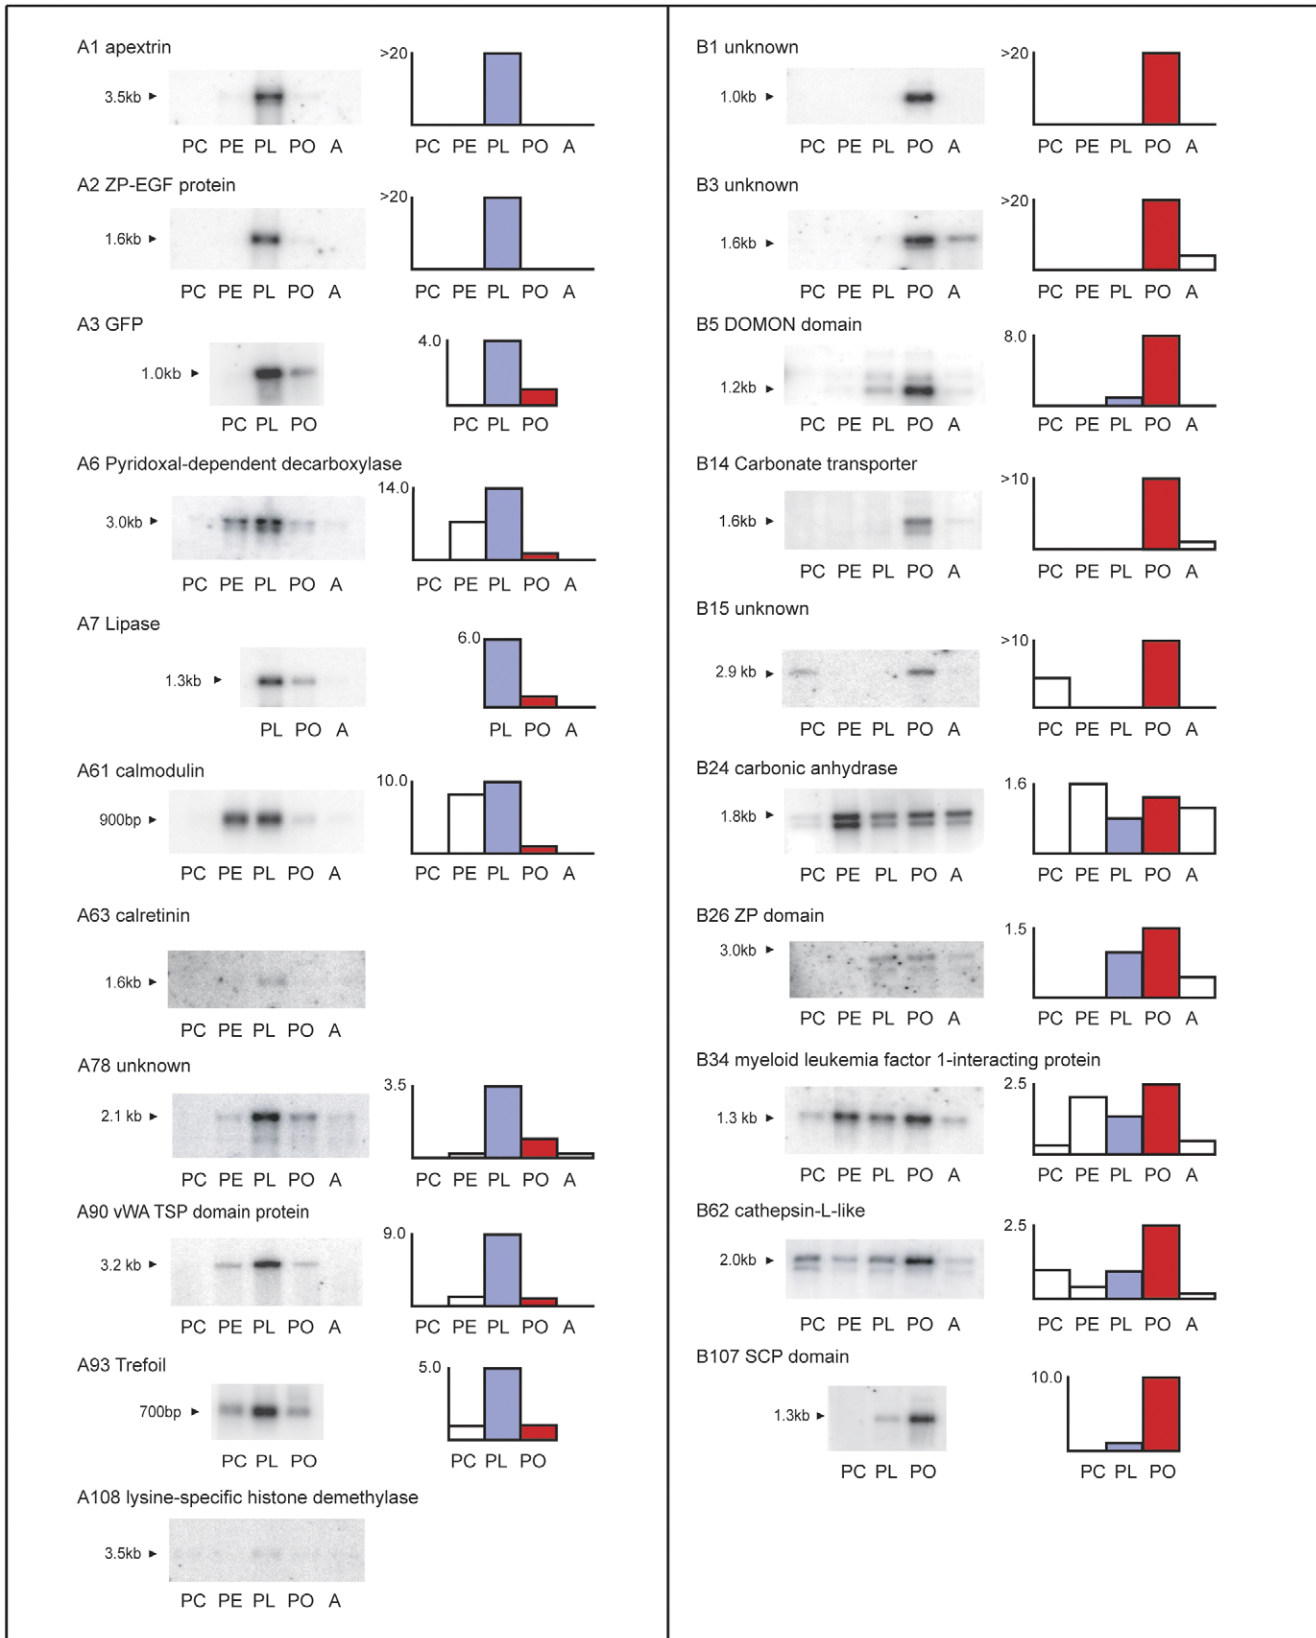 A1 apextrin
3.5kb
PC PE PL PO A
>20
PC PE PL PO A
A2 ZP-EGF protein
1.6kb
PC PE PL PO A
>20
PC PE PL PO A
A3 GFP
1.0kb
PC PL PO
4.0
PC PL PO
A6 Pyridoxal-dependent decarboxylase
3.0kb
PC PE PL PO A
14.0
PC PE PL PO A
A7 Lipase
1.3kb
PL PO A
6.0
PL PO A
A61 calmodulin
900bp
PC PE PL PO A
10.0
PC PE PL PO A
A63 calretinin
1.6kb
PC PE PL PO A
A78 unknown
2.1 kb
PC PE PL PO A
3.5
PC PE PL PO A
A90 vWA TSP domain protein
3.2 kb
PC PE PL PO A
9.0
PC PE PL PO A
A93 Trefoil
700bp
PC PL PO
5.0
PC PL PO
A108 lysine-specific histone demethylase
3.5kb
PC PE PL PO A
B1 unknown
1.0kb
PC PE PL PO A
>20
PC PE PL PO A
B3 unknown
1.6kb
PC PE PL PO A
>20
PC PE PL PO A
B5 DOMON domain
1.2kb
PC PE PL PO A
8.0
PC PE PL PO A
B14 Carbonate transporter
1.6kb
PC PE PL PO A
>10
PC PE PL PO A
B15 unknown
2.9 kb
PC PE PL PO A
>10
PC PE PL PO A
B24 carbonic anhydrase
1.8kb
PC PE PL PO A
1.6
PC PE PL PO A
B26 ZP domain
3.0kb
PC PE PL PO A
1.5
PC PE PL PO A
B34 myeloid leukemia factor 1-interacting protein
1.3 kb
PC PE PL PO A
2.5
PC PE PL PO A
B62 cathepsin-L-like
2.0kb
PC PE PL PO A
2.5
PC PE PL PO A
B107 SCP domain
1.3kb
PC PL PO
10.0
PC PL PO